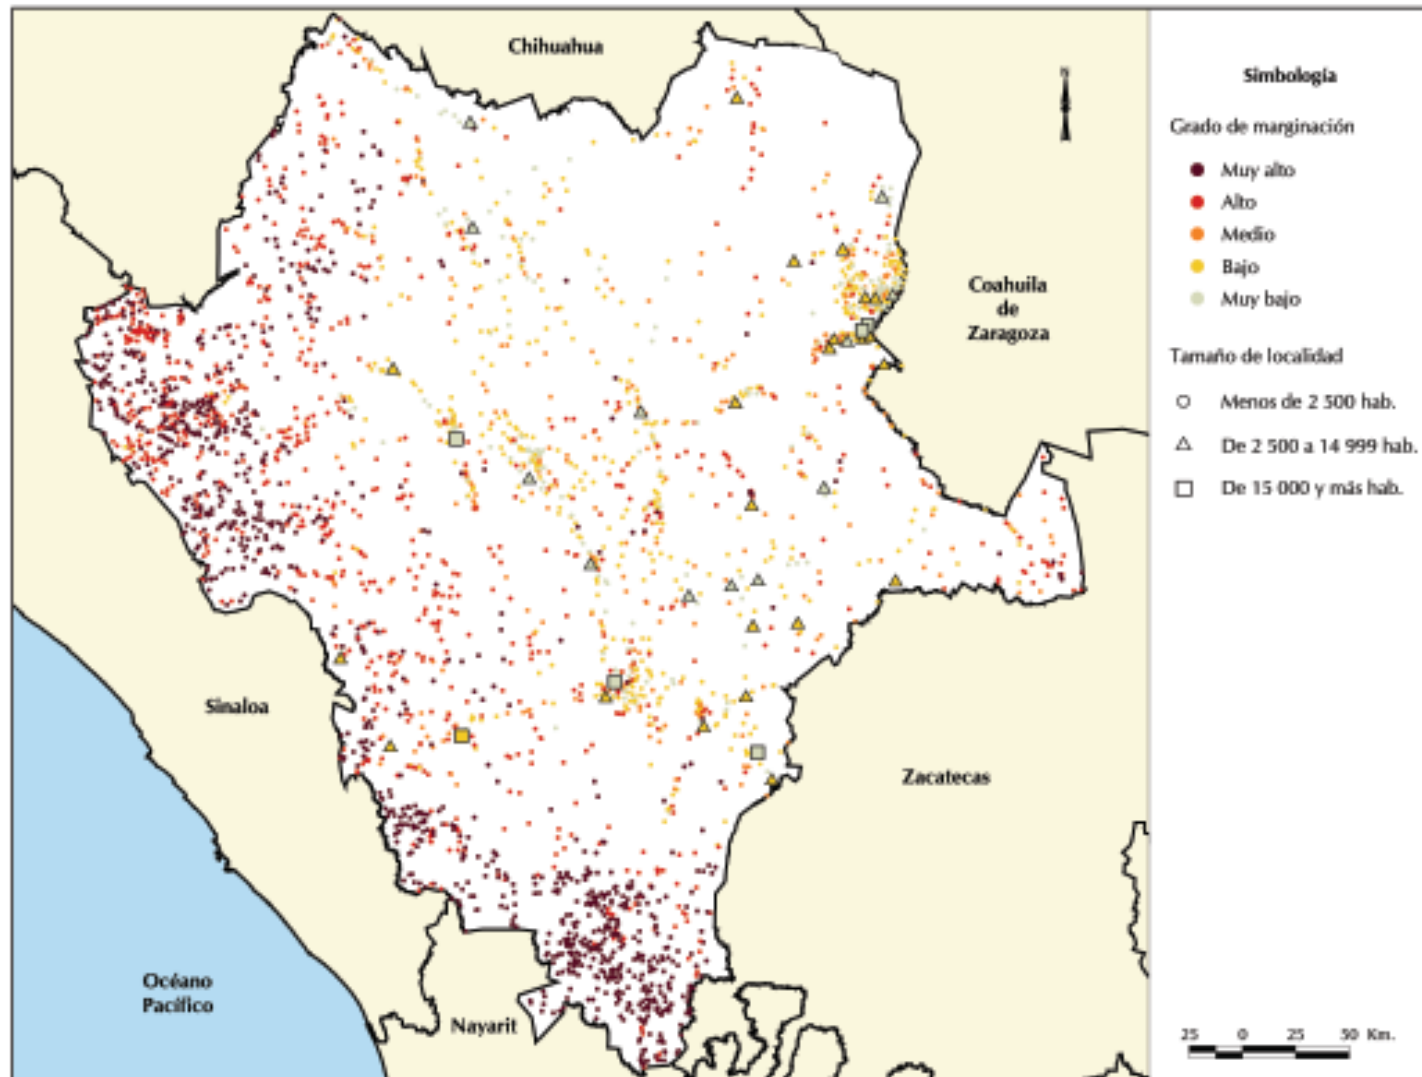 Chihuahua
Coahuila
de
Zaragoza
Sinaloa
Zacatecas
Océano
Pacífico
Nayarit
N
Simbología
Grado de marginación
Muy alto
Alto
Medio
Bajo
Muy bajo
Tamaño de localidad
Menos de 2 500 hab.
De 2 500 a 14 999 hab.
De 15 000 y más hab.
25 0 25 50 Km.